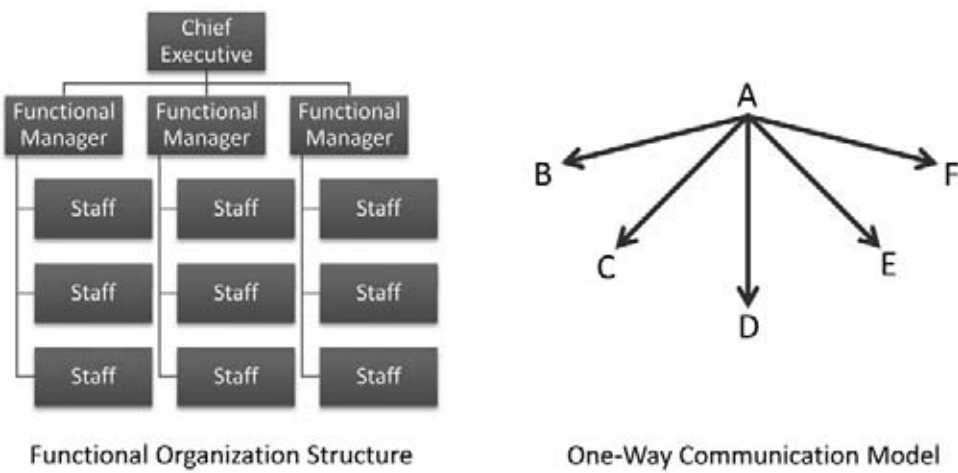 Chief
Executive
Functional
Manager
Functional
Manager
Functional
Manager
Staff
Staff
Staff
Staff
Staff
Staff
Staff
Staff
Staff
Functional Organization Structure
A
B
C
D
E
F
One-Way Communication Model